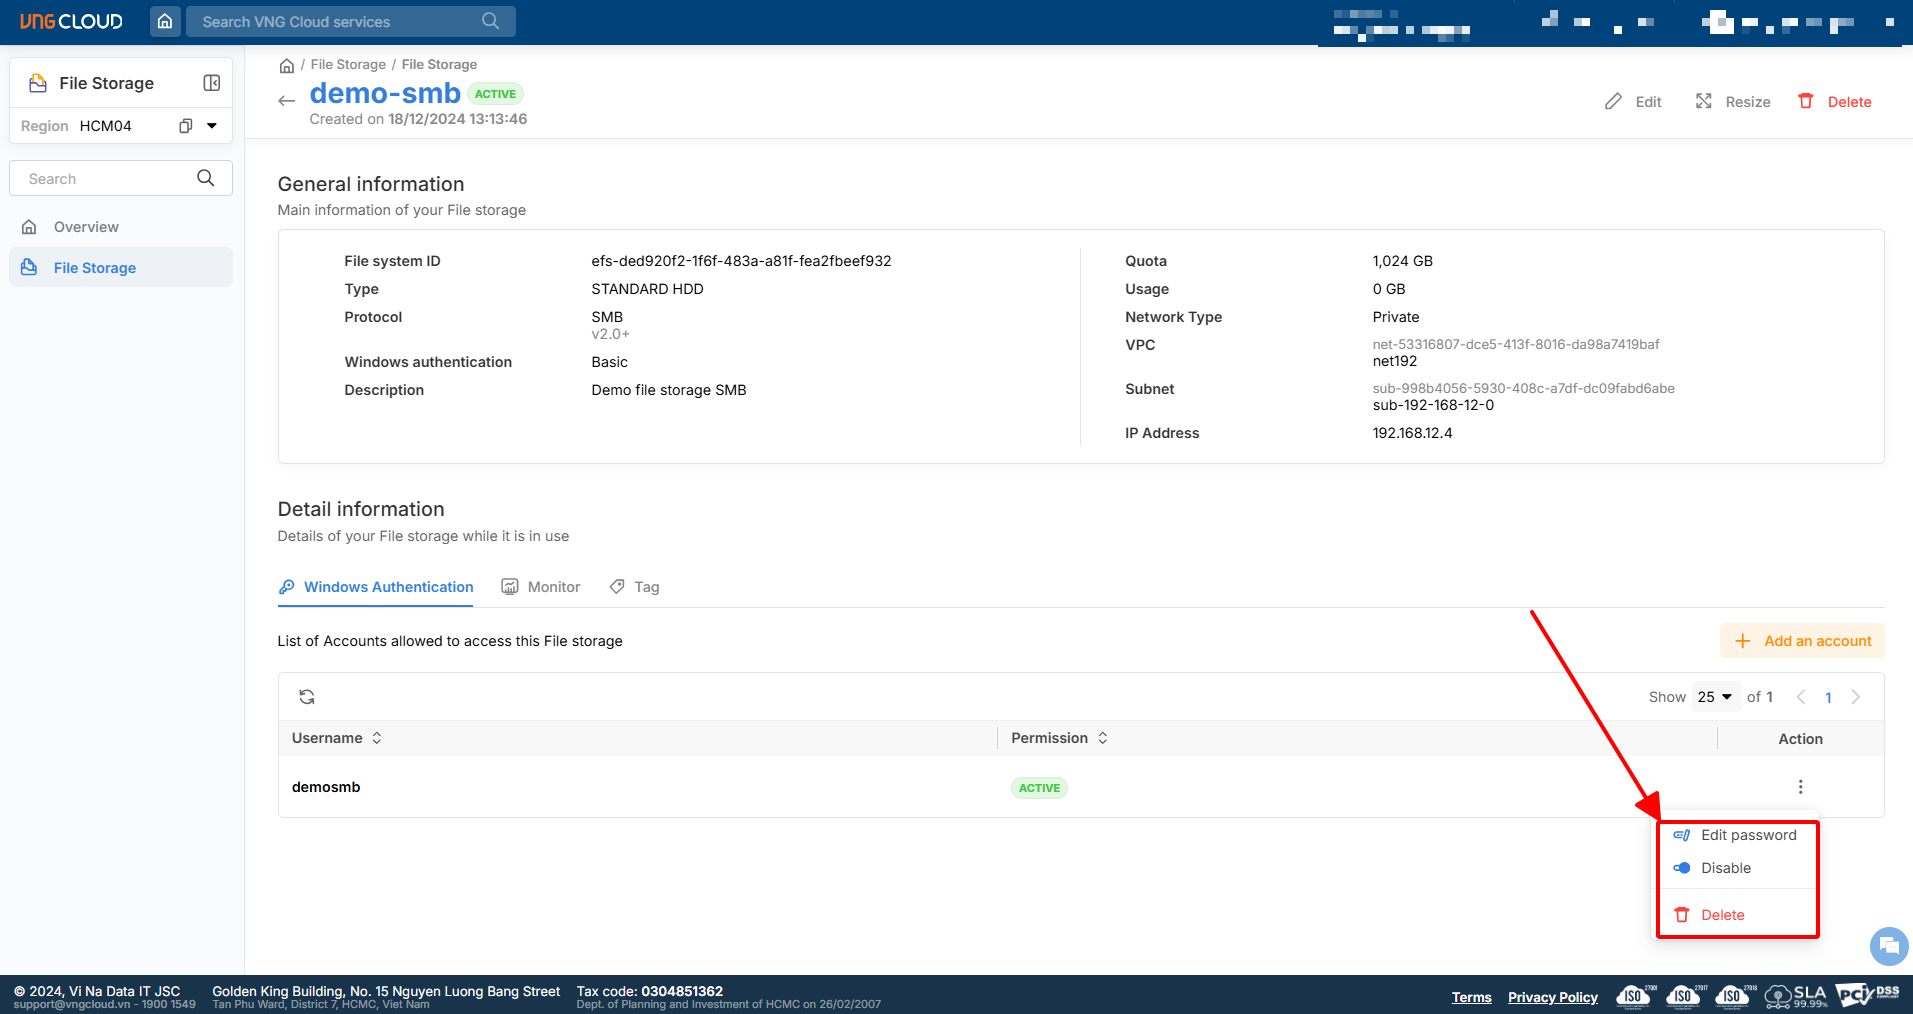 VNG CLOUD
Search VNG Cloud services
File Storage
Region HCM04
Search
Overview
File Storage
/ File Storage / File Storage
demo-smb ACTIVE
Created on 18/12/2024 13:13:46
Edit
Resize
Delete
General information
Main information of your File storage
File system ID efs-ded920f2-1f6f-483a-a81f-fea2fbeef932
Type STANDARD HDD
Protocol SMB
v2.0+
Windows authentication Basic
Description Demo file storage SMB
Quota 1,024 GB
Usage 0 GB
Network Type Private
VPC net-53316807-dce5-413f-8016-da98a7419baf
net192
Subnet sub-998b4056-5930-408c-a7df-dc09fabd6abe
sub-192-168-12-0
IP Address 192.168.12.4
Detail information
Details of your File storage while it is in use
Windows Authentication Monitor Tag
List of Accounts allowed to access this File storage
Add an account
Show 25 of 1 1
Username Permission Action
demosmb ACTIVE
Edit password
Disable
Delete
© 2024, Vi Na Data IT JSC
support@vngcloud.vn - 1900 1549
Golden King Building, No. 15 Nguyen Luong Bang Street
Tan Phu Ward, District 7, HCMC, Viet Nam
Tax code: 0304851362
Dept. of Planning and Investment of HCMC on 26/02/2007
Terms Privacy Policy
ISO 27001
ISO 27017
ISO 27018
SLA
99.99%
PCI DSS